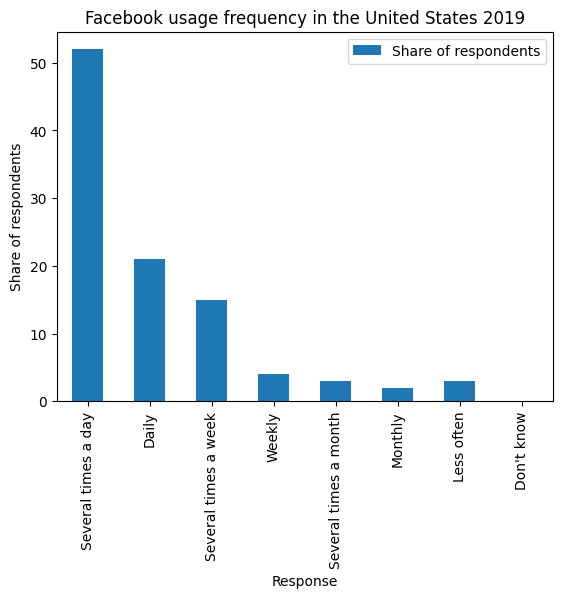 Facebook usage frequency in the United States 2019
Share of respondents
Share of respondents
50
40
30
20
10
0
Several times a day
Daily
Several times a week
Weekly
Several times a month
Monthly
Less often
Don't know
Response